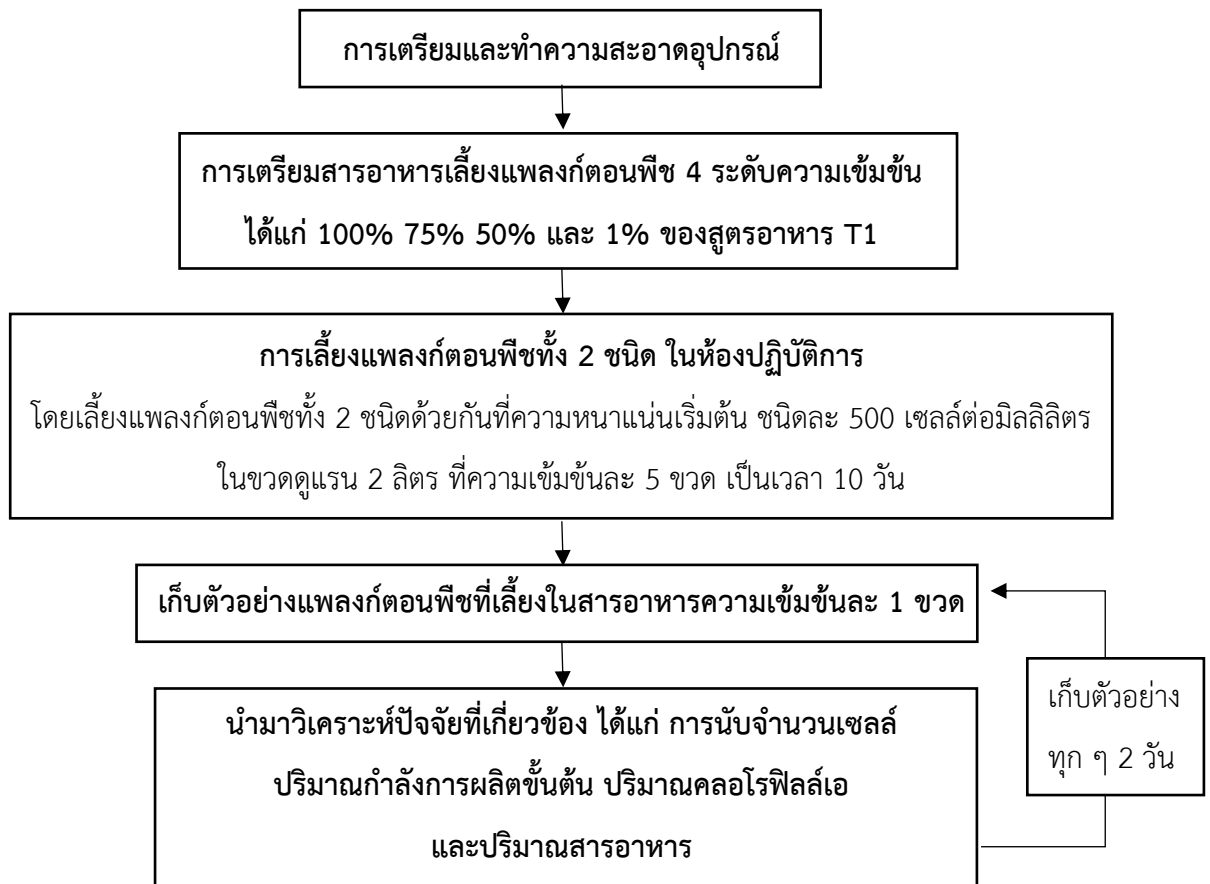 การเตรียมและทำความสะอาดอุปกรณ์
การเตรียมสารอาหารเลี้ยงแพลงก์ตอนพืช 4 ระดับความเข้มข้น
ได้แก่ 100% 75% 50% และ 1% ของสูตรอาหาร T1
การเลี้ยงแพลงก์ตอนพืชทั้ง 2 ชนิด ในห้องปฏิบัติการ
โดยเลี้ยงแพลงก์ตอนพืชทั้ง 2 ชนิดด้วยกันที่ความหนาแน่นเริ่มต้น ชนิดละ 500 เซลล์ต่อมิลลิลิตร
ในขวดดูแรน 2 ลิตร ที่ความเข้มข้นละ 5 ขวด เป็นเวลา 10 วัน
เก็บตัวอย่างแพลงก์ตอนพืชที่เลี้ยงในสารอาหารความเข้มข้นละ 1 ขวด
นำมาวิเคราะห์ปัจจัยที่เกี่ยวข้อง ได้แก่ การนับจำนวนเซลล์
ปริมาณกำลังการผลิตขั้นต้น ปริมาณคลอโรฟิลล์เอ
และปริมาณสารอาหาร
เก็บตัวอย่าง
ทุก ๆ 2 วัน